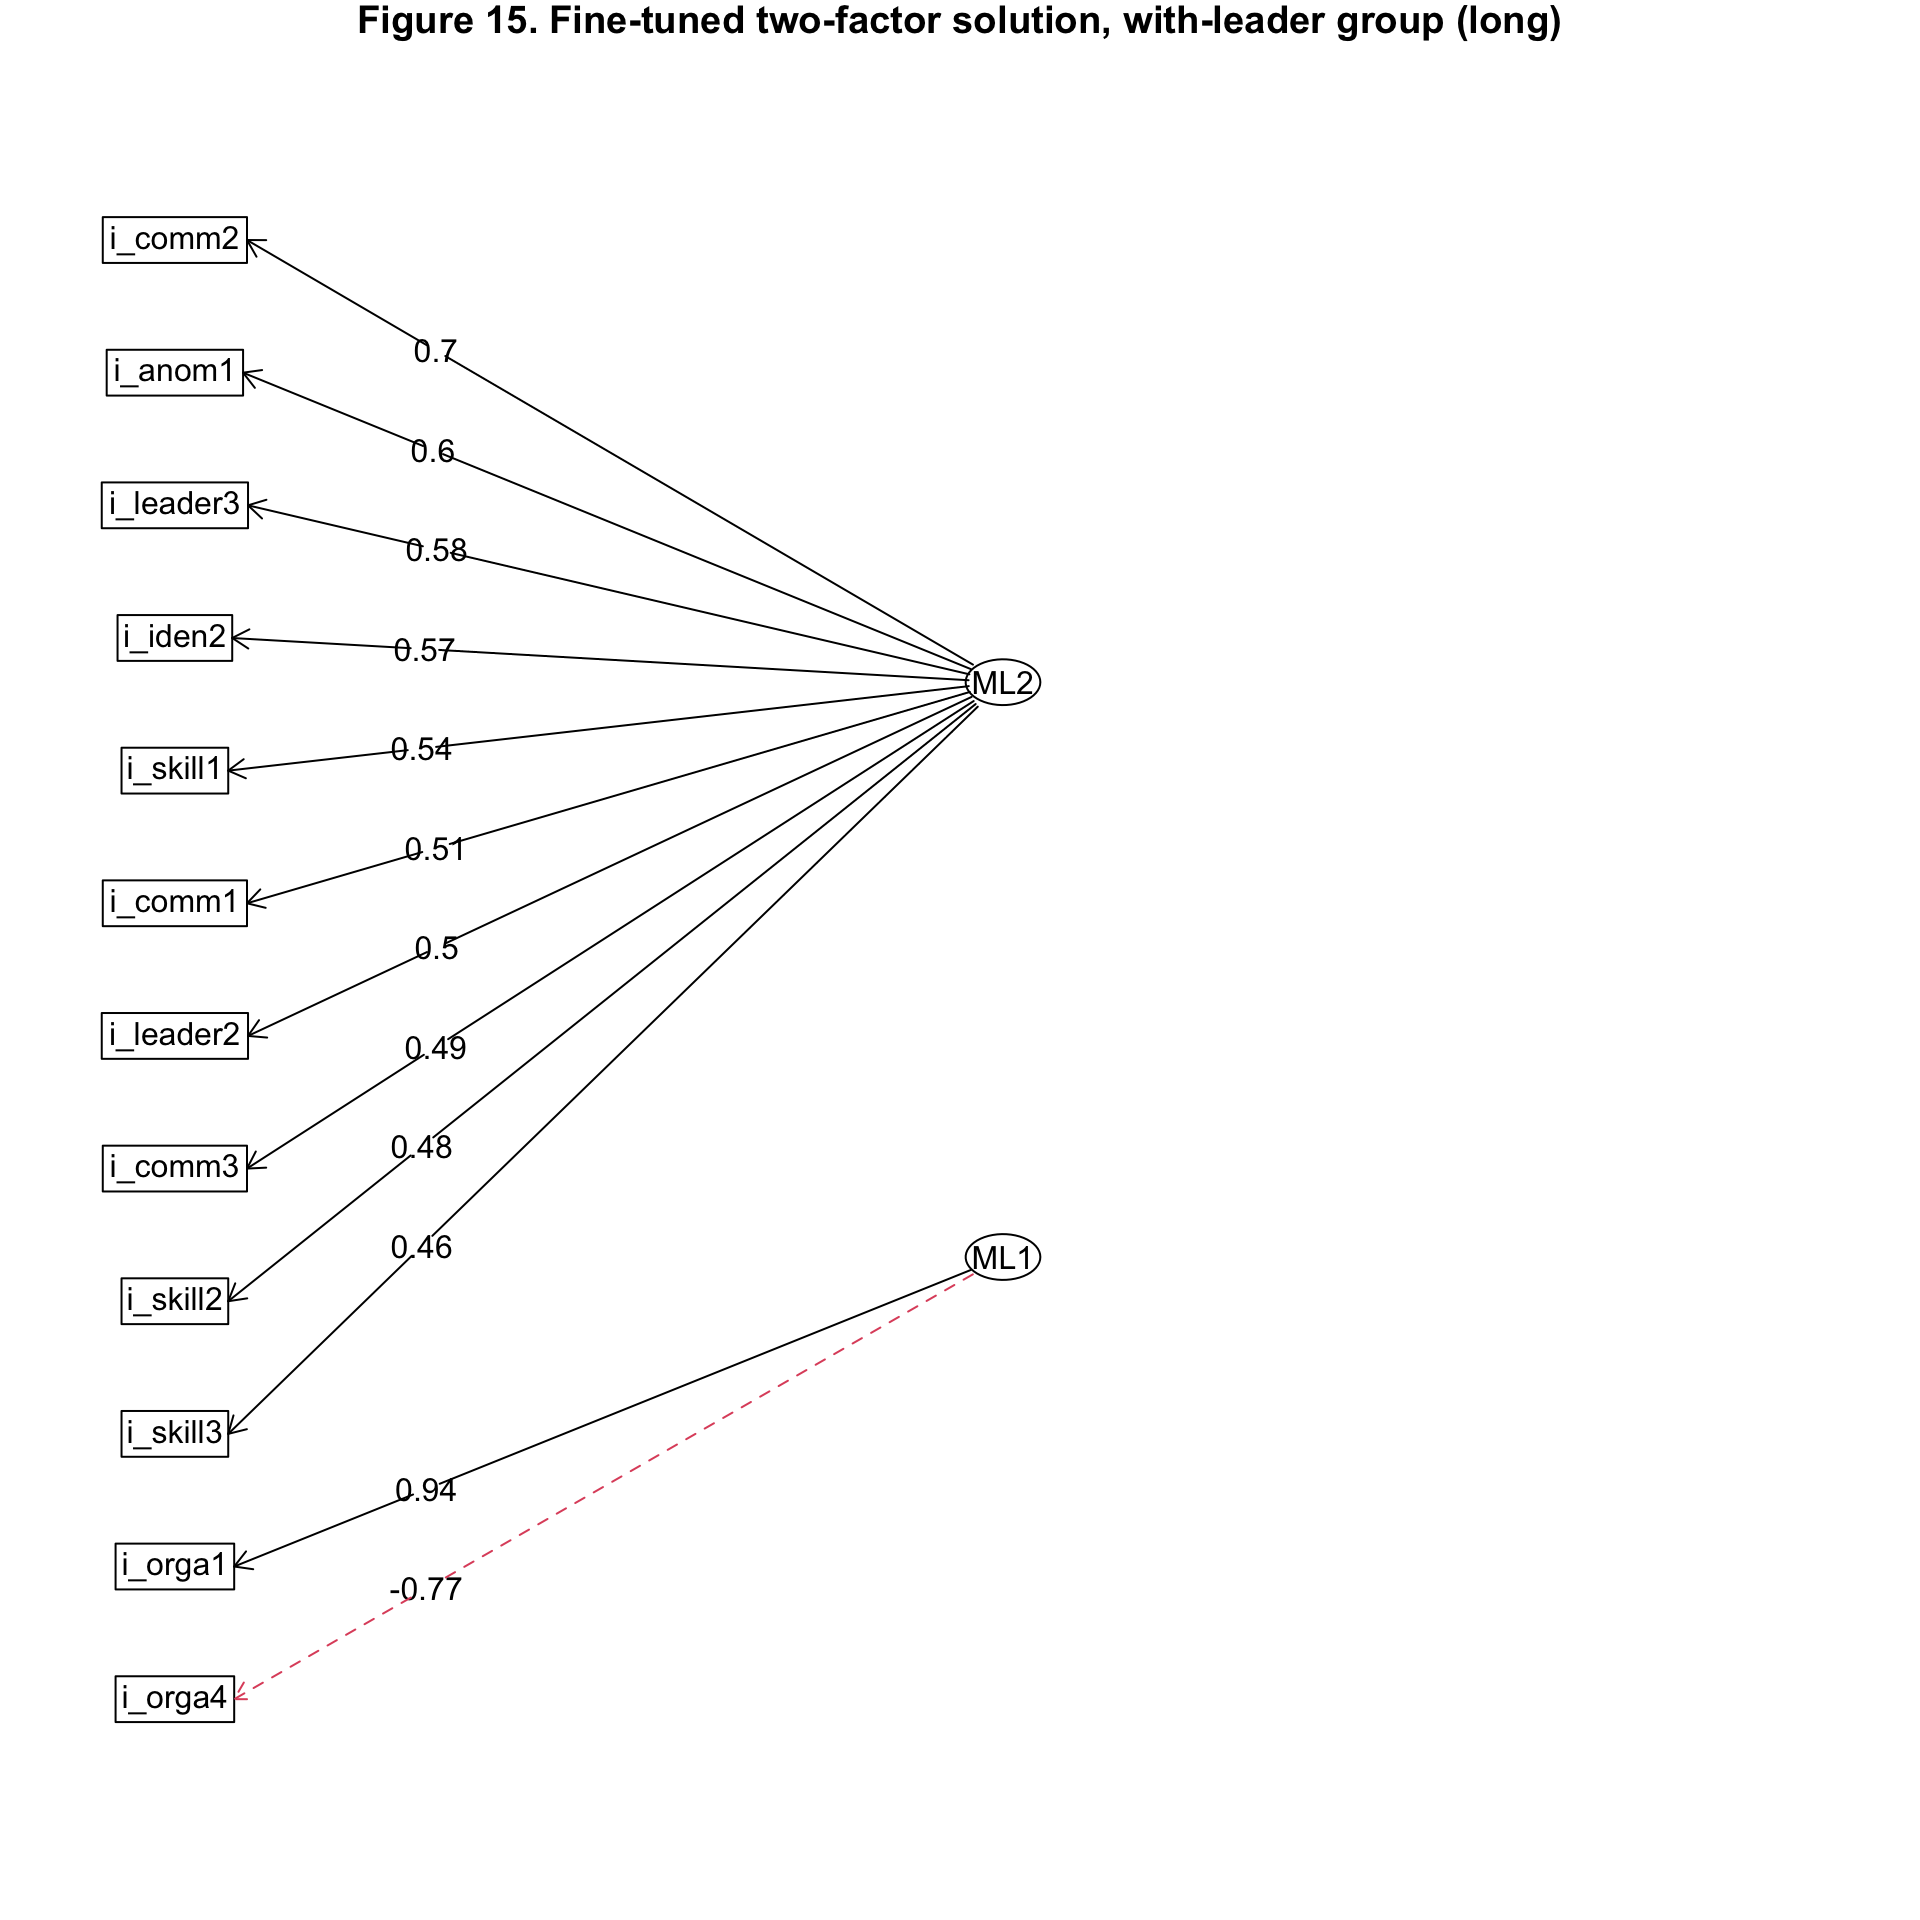 Figure 15. Fine-tuned two-factor solution, with-leader group (long)
i_comm2
0.7
i_anom1
0.6
i_leader3
0.58
i_iden2
0.57
ML2
i_skill1
0.54
i_comm1
0.51
i_leader2
0.5
i_comm3
0.49
i_skill2
0.48
i_skill3
0.46
ML1
i_orga1
0.94
i_orga4
-0.77